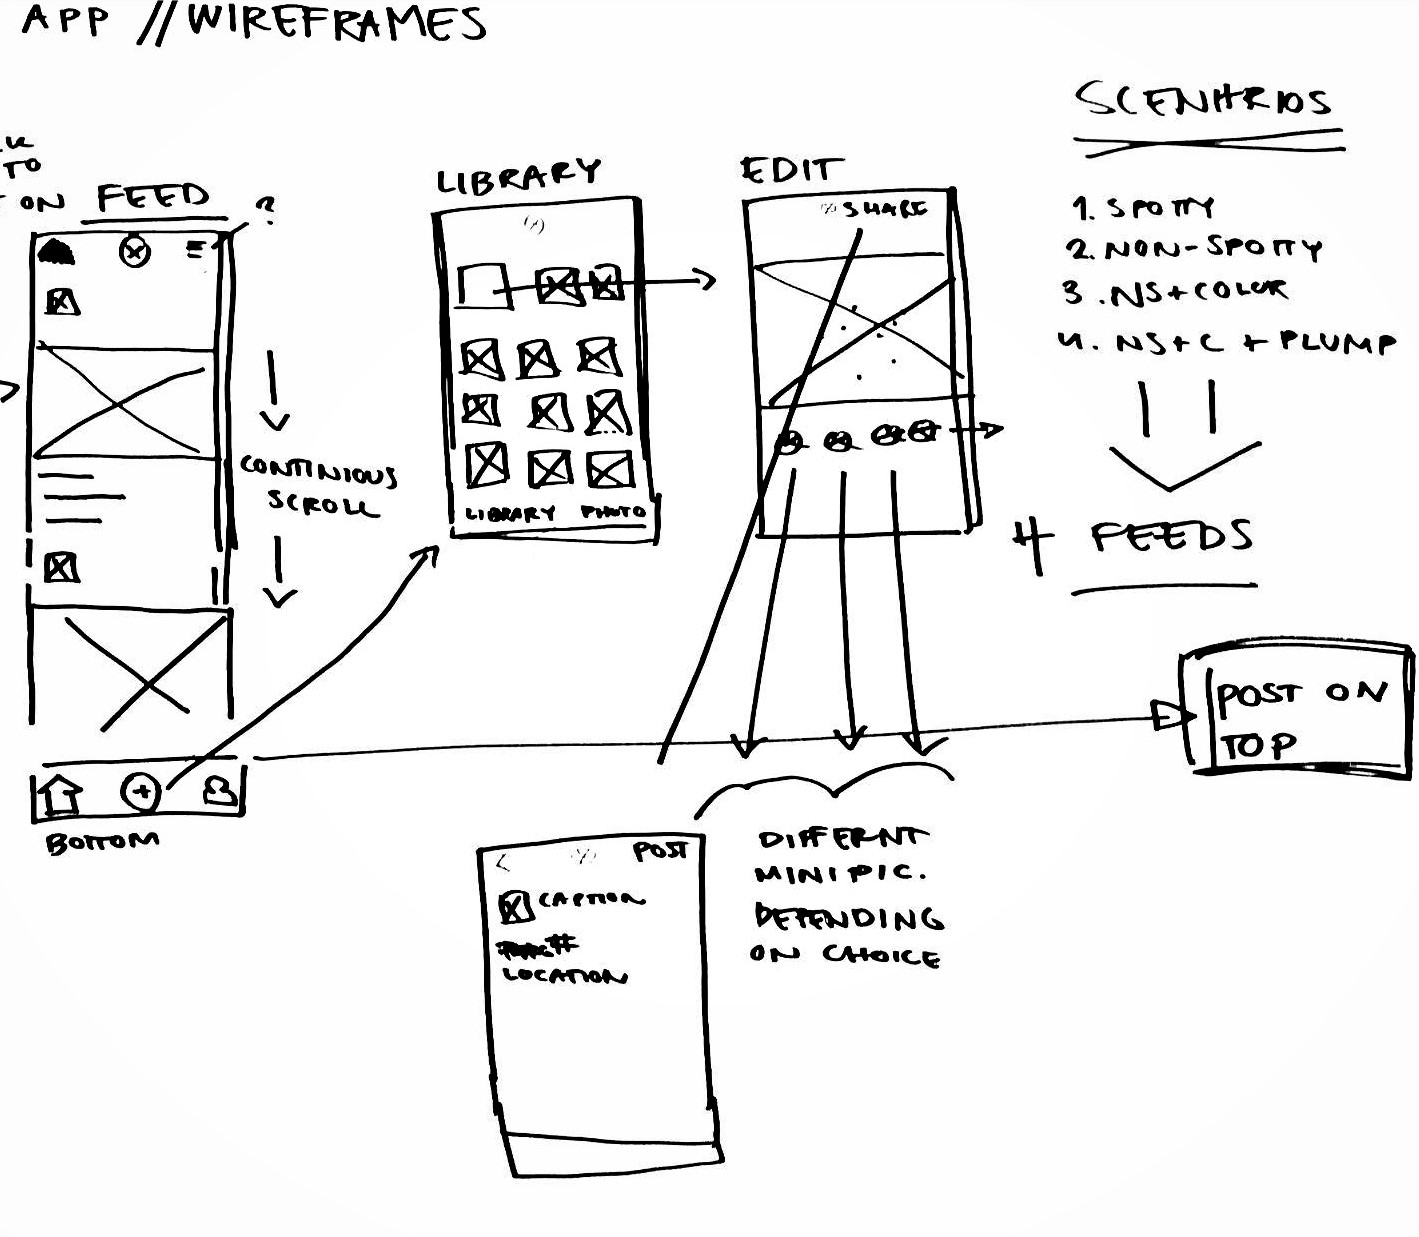 APP // WIREFRAMES
TO
ON FEED
?
CONTINIOUS
SCROLL
BOTTOM
LIBRARY
LIBRARY PHOTO
EDIT
SHARE
SCENARIOS
1. SPOTTY
2. NON-SPOTTY
3. NS+COLOR
4. NS+C+PLUMP
4 FEEDS
POST ON
TOP
DIFFERNT
MINI PIC.
DEPENDING
ON CHOICE
POST
CAPTION
#
LOCATION